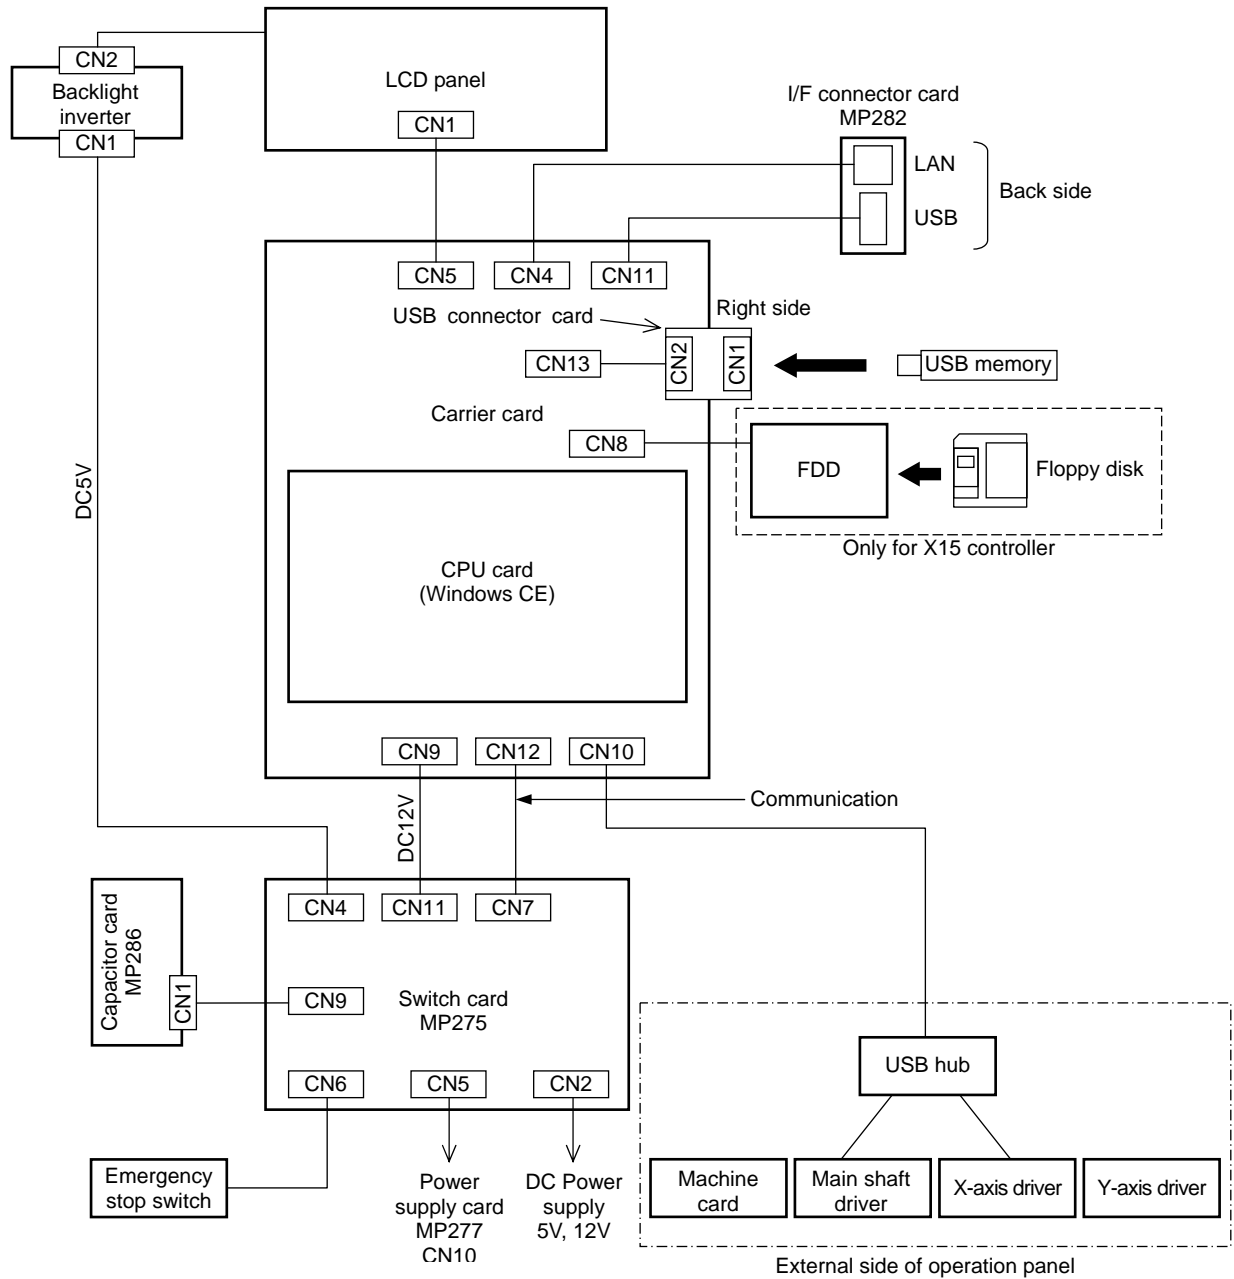 CN2
Backlight
inverter
CN1
LCD panel
CN1
I/F connector card
MP282
LAN
USB
Back side
CN5
CN4
CN11
USB connector card
Right side
CN13
CN2
CN1
USB memory
Carrier card
CN8
FDD
Floppy disk
Only for X15 controller
DC5V
CPU card
(Windows CE)
CN9
CN12
CN10
DC12V
Communication
Capacitor card
MP286
CN1
CN4
CN11
CN7
CN9
Switch card
MP275
CN6
CN5
CN2
Emergency
stop switch
Power
supply card
MP277
CN10
DC Power
supply
5V, 12V
USB hub
Machine
card
Main shaft
driver
X-axis driver
Y-axis driver
External side of operation panel